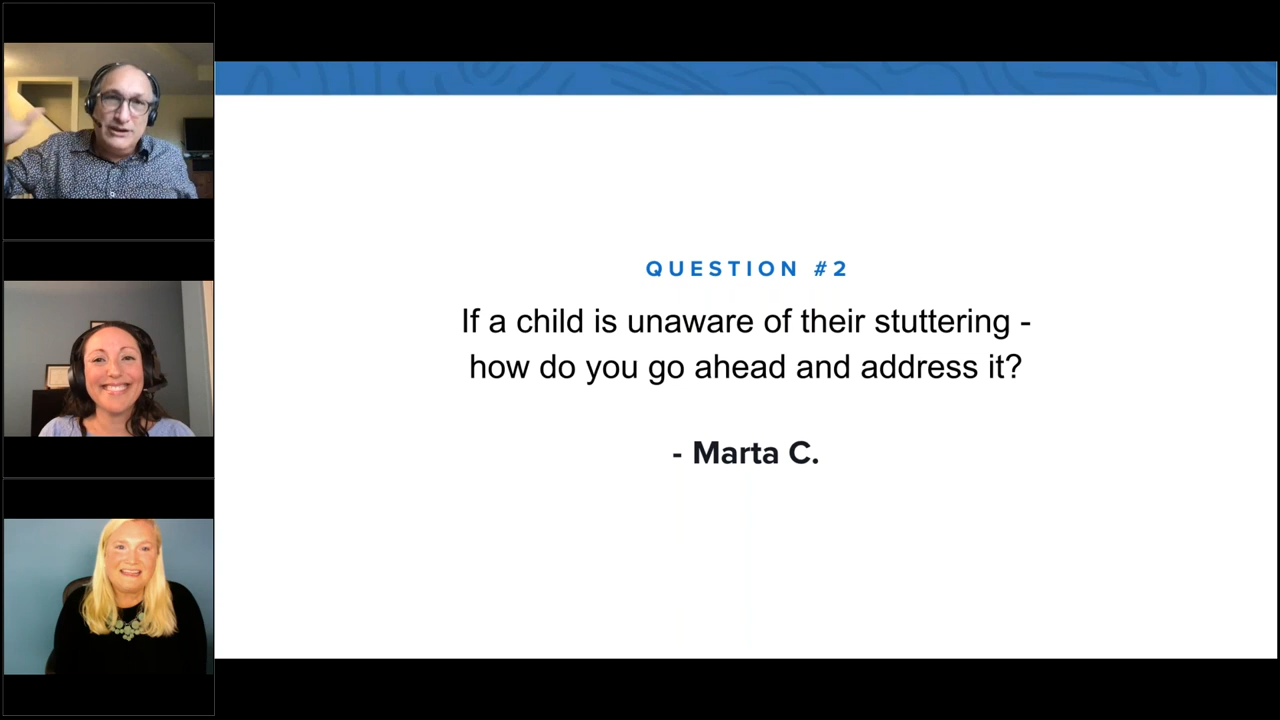 QUESTION #2
If a child is unaware of their stuttering -
how do you go ahead and address it?
- Marta C.